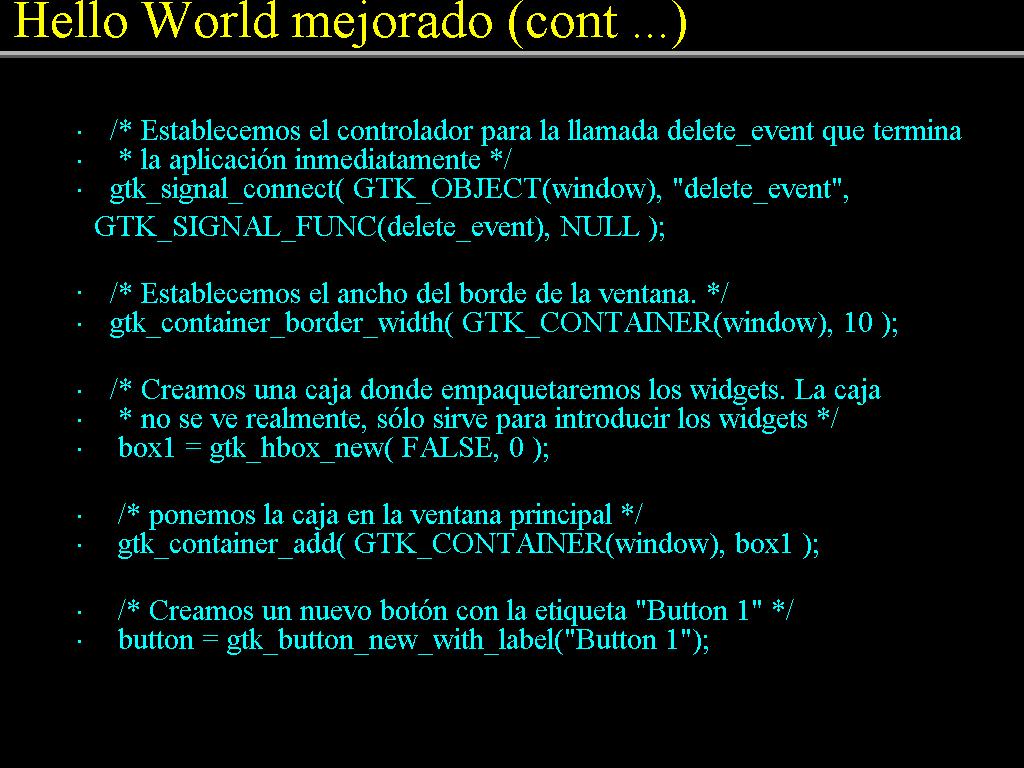 Hello World mejorado (cont ...)
· /* Establecemos el controlador para la llamada delete_event que termina
· * la aplicación inmediatamente */
· gtk_signal_connect( GTK_OBJECT(window), "delete_event",
GTK_SIGNAL_FUNC(delete_event), NULL );
· /* Establecemos el ancho del borde de la ventana. */
· gtk_container_border_width( GTK_CONTAINER(window), 10 );
· /* Creamos una caja donde empaquetaremos los widgets. La caja
· * no se ve realmente, sólo sirve para introducir los widgets */
· box1 = gtk_hbox_new( FALSE, 0 );
· /* ponemos la caja en la ventana principal */
· gtk_container_add( GTK_CONTAINER(window), box1 );
· /* Creamos un nuevo botón con la etiqueta "Button 1" */
· button = gtk_button_new_with_label("Button 1");